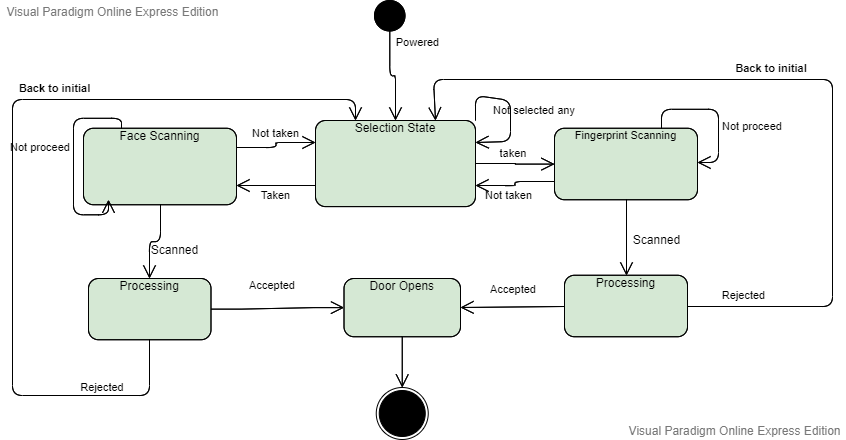 Visual Paradigm Online Express Edition
Powered
Back to initial
Back to initial
Not selected any
Face Scanning
Not taken
Selection State
Fingerprint Scanning
Not proceed
Not proceed
taken
Taken
Not taken
Scanned
Scanned
Processing
Accepted
Door Opens
Accepted
Processing
Rejected
Rejected
Visual Paradigm Online Express Edition